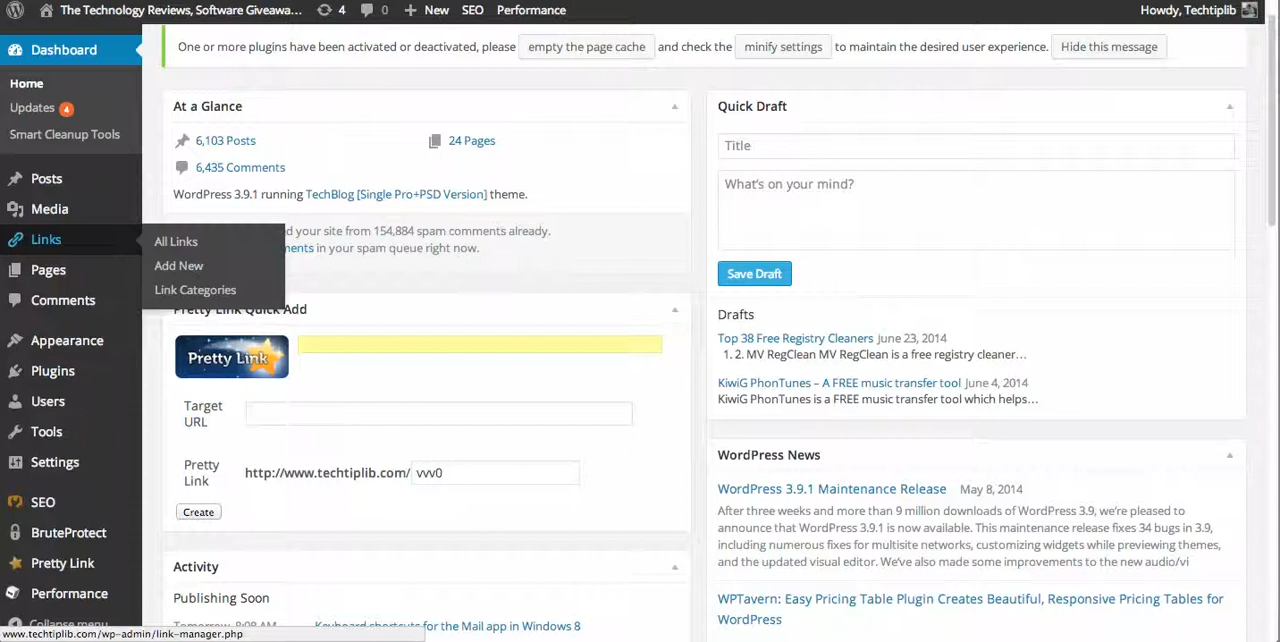 The Technology Reviews, Software Giveawa... 4 0 New SEO Performance Howdy, Techtiplib
Dashboard
Home
Updates 4
Smart Cleanup Tools
Posts
Media
Links
Pages
Comments
Appearance
Plugins
Users
Tools
Settings
SEO
BruteProtect
Pretty Link
Performance
Collapse menu
All Links
Add New
Link Categories
One or more plugins have been activated or deactivated, please empty the page cache and check the minify settings to maintain the desired user experience. Hide this message
At a Glance
6,103 Posts 24 Pages
6,435 Comments
WordPress 3.9.1 running TechBlog [Single Pro+PSD Version] theme.
your site from 154,884 spam comments already.
in your spam queue right now.
Pretty Link Quick Add
Pretty Link
Target
URL
Pretty
Link
http://www.techtiplib.com/ vvv0
Create
Activity
Publishing Soon
Tomorrow, 8:08 AM Keyboard shortcuts for the Mail app in Windows 8
Quick Draft
Title
What's on your mind?
Save Draft
Drafts
Top 38 Free Registry Cleaners June 23, 2014
1. 2. MV RegClean MV RegClean is a free registry cleaner…
KiwiG PhonTunes – A FREE music transfer tool June 4, 2014
KiwiG PhonTunes is a FREE music transfer tool which helps…
WordPress News
WordPress 3.9.1 Maintenance Release May 8, 2014
After three weeks and more than 9 million downloads of WordPress 3.9, we're pleased to
announce that WordPress 3.9.1 is now available. This maintenance release fixes 34 bugs in 3.9,
including numerous fixes for multisite networks, customizing widgets while previewing themes,
and the updated visual editor. We've also made some improvements to the new audio/vi
WPTavern: Easy Pricing Table Plugin Creates Beautiful, Responsive Pricing Tables for
WordPress
www.techtiplib.com/wp-admin/link-manager.php